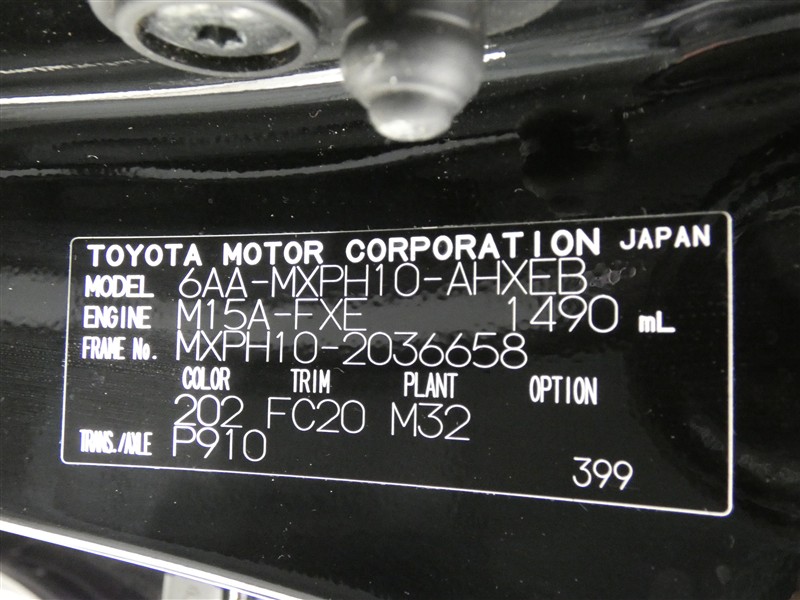 TOYOTA MOTOR CORPORATION JAPAN
MODEL 6AA-MXPH10-AHXEB
ENGINE M15A-FXE 1490 mL
FRAME No. MXPH10-2036658
COLOR TRIM PLANT OPTION
202 FC20 M32
TRANS./AXLE P910
399